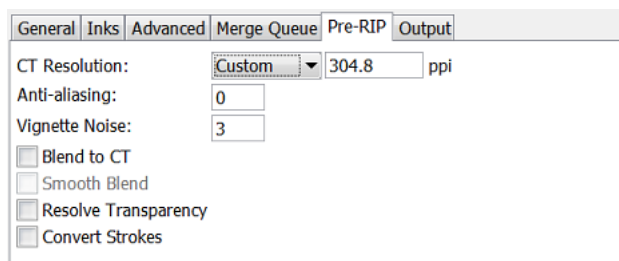 General Inks Advanced Merge Queue Pre-RIP Output
CT Resolution: Custom 304.8 ppi
Anti-aliasing: 0
Vignette Noise: 3
Blend to CT
Smooth Blend
Resolve Transparency
Convert Strokes